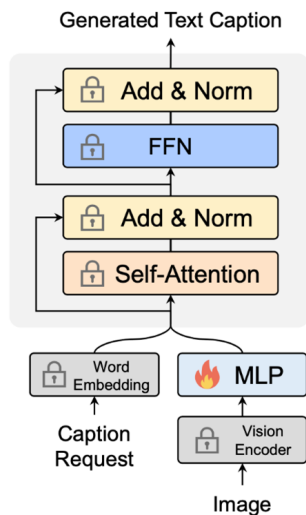 Generated Text Caption
Add & Norm
FFN
Add & Norm
Self-Attention
Word
Embedding
MLP
Caption
Request
Vision
Encoder
Image